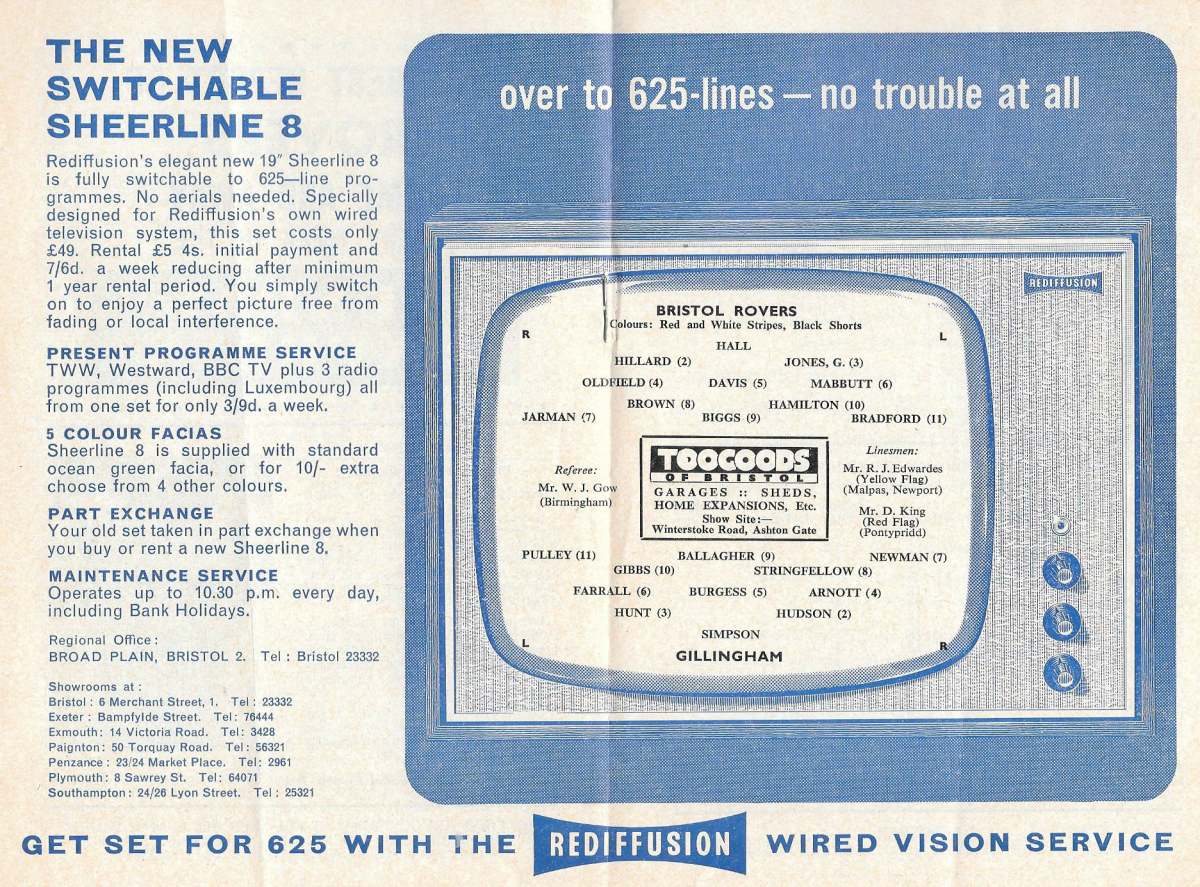 THE NEW
SWITCHABLE
SHEERLINE 8
Rediffusion's elegant new 19″ Sheerline 8
is fully switchable to 625—line pro-
grammes. No aerials needed. Specially
designed for Rediffusion's own wired
television system, this set costs only
£49. Rental £5 4s. initial payment and
7/6d. a week reducing after minimum
1 year rental period. You simply switch
on to enjoy a perfect picture free from
fading or local interference.
PRESENT PROGRAMME SERVICE
TWW, Westward, BBC TV plus 3 radio
programmes (including Luxembourg) all
from one set for only 3/9d. a week.
5 COLOUR FACIAS
Sheerline 8 is supplied with standard
ocean green facia, or for 10/- extra
choose from 4 other colours.
PART EXCHANGE
Your old set taken in part exchange when
you buy or rent a new Sheerline 8.
MAINTENANCE SERVICE
Operates up to 10.30 p.m. every day,
including Bank Holidays.
Regional Office:
BROAD PLAIN, BRISTOL 2. Tel: Bristol 23332
Showrooms at:
Bristol: 6 Merchant Street, 1. Tel: 23332
Exeter: Bampfylde Street. Tel: 76444
Exmouth: 14 Victoria Road. Tel: 3428
Paignton: 50 Torquay Road. Tel: 56321
Penzance: 23/24 Market Place. Tel: 2961
Plymouth: 8 Sawrey St. Tel: 64071
Southampton: 24/26 Lyon Street. Tel: 25321
over to 625-lines — no trouble at all
REDIFFUSION
BRISTOL ROVERS
Colours: Red and White Stripes, Black Shorts
R L
HALL
HILLARD (2) JONES, G. (3)
OLDFIELD (4) DAVIS (5) MABBUTT (6)
BROWN (8) HAMILTON (10)
JARMAN (7) BIGGS (9) BRADFORD (11)
Referee:
Mr. W. J. Gow
(Birmingham)
TOOGOODS
OF BRISTOL
GARAGES :: SHEDS,
HOME EXPANSIONS, Etc.
Show Site:—
Winterstoke Road, Ashton Gate
Linesmen:
Mr. R. J. Edwardes
(Yellow Flag)
(Malpas, Newport)
Mr. D. King
(Red Flag)
(Pontypridd)
PULLEY (11) BALLAGHER (9) NEWMAN (7)
GIBBS (10) STRINGFELLOW (8)
FARRALL (6) BURGESS (5) ARNOTT (4)
HUNT (3) HUDSON (2)
SIMPSON
L R
GILLINGHAM
GET SET FOR 625 WITH THE REDIFFUSION WIRED VISION SERVICE